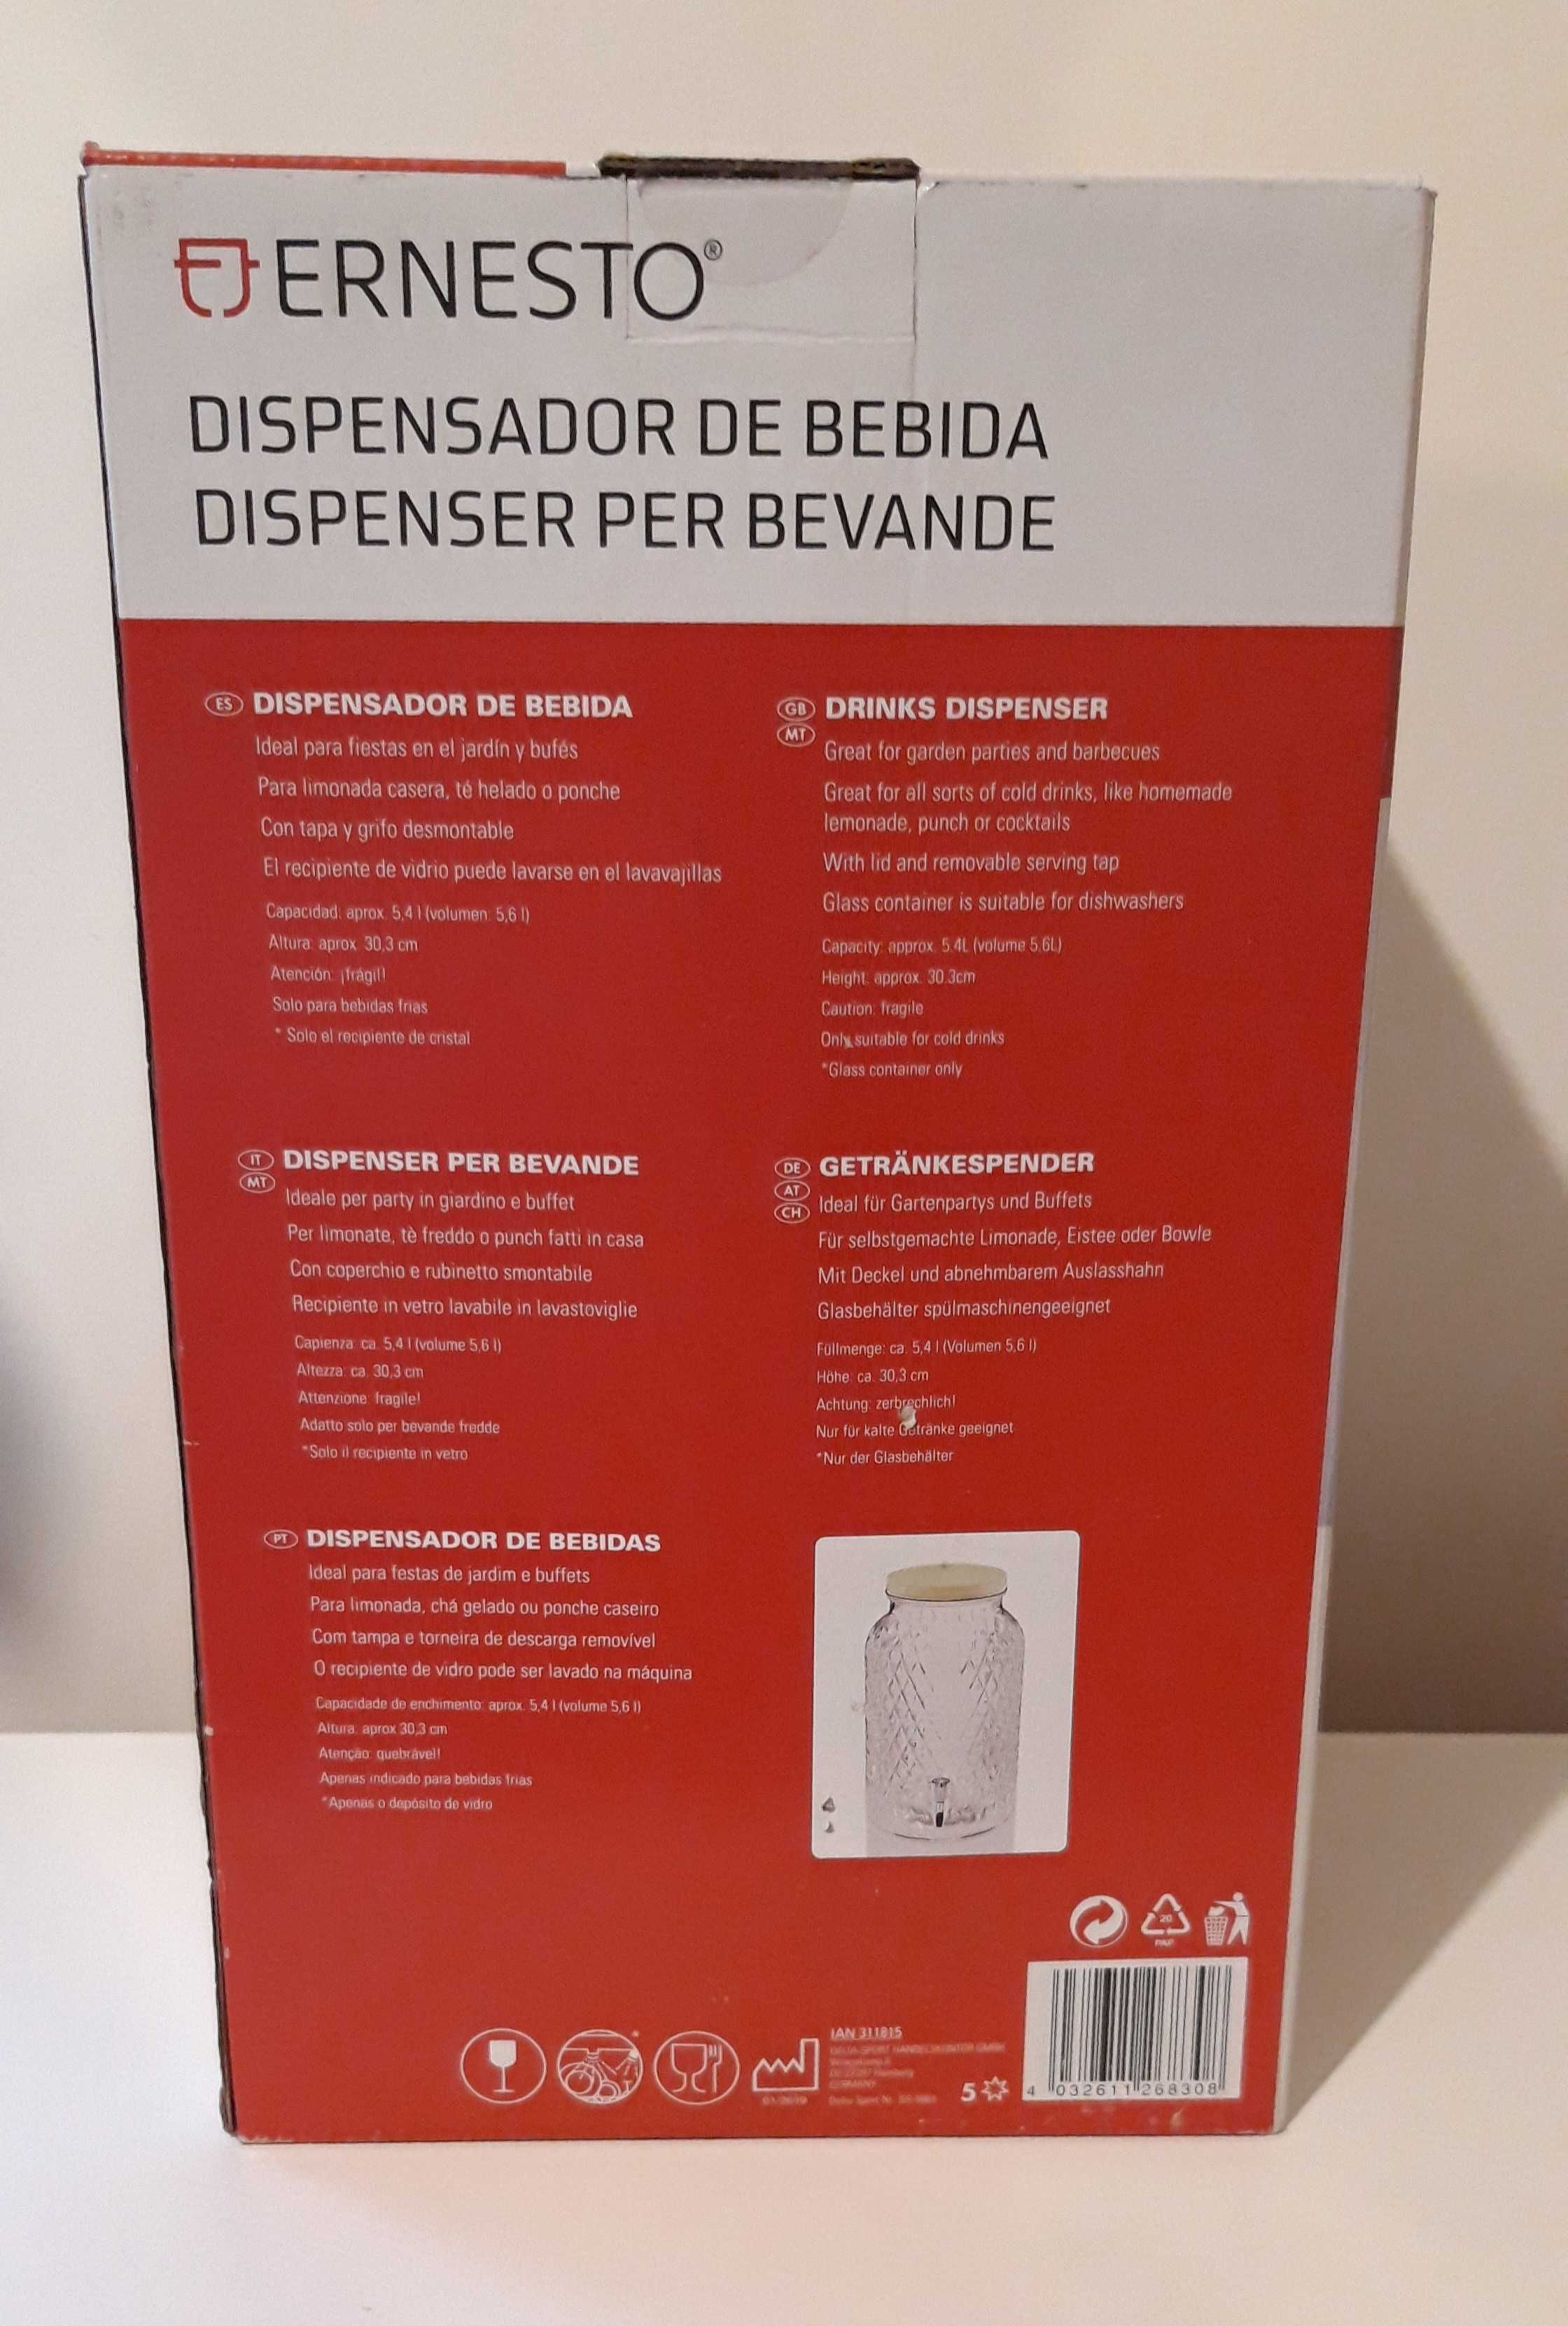 ERNESTO®
DISPENSADOR DE BEBIDA
DISPENSER PER BEVANDE
ES DISPENSADOR DE BEBIDA
Ideal para fiestas en el jardín y bufés
Para limonada casera, té helado o ponche
Con tapa y grifo desmontable
El recipiente de vidrio puede lavarse en el lavavajillas
Capacidad: aprox. 5,4 l (volumen: 5,6 l)
Altura: aprox. 30,3 cm
Atención: ¡frágil!
Solo para bebidas frias
* Solo el recipiente de cristal
GB MT DRINKS DISPENSER
Great for garden parties and barbecues
Great for all sorts of cold drinks, like homemade
lemonade, punch or cocktails
With lid and removable serving tap
Glass container is suitable for dishwashers
Capacity: approx. 5.4L (volume 5.6L)
Height: approx. 30.3cm
Caution: fragile
Only suitable for cold drinks
*Glass container only
IT MT DISPENSER PER BEVANDE
Ideale per party in giardino e buffet
Per limonate, tè freddo o punch fatti in casa
Con coperchio e rubinetto smontabile
Recipiente in vetro lavabile in lavastoviglie
Capienza: ca. 5,4 l (volume 5,6 l)
Altezza: ca. 30,3 cm
Attenzione: fragile!
Adatto solo per bevande fredde
*Solo il recipiente in vetro
DE AT CH GETRÄNKESPENDER
Ideal für Gartenpartys und Buffets
Für selbstgemachte Limonade, Eistee oder Bowle
Mit Deckel und abnehmbarem Auslasshahn
Glasbehälter spülmaschinengeeignet
Füllmenge: ca. 5,4 l (Volumen 5,6 l)
Höhe: ca. 30,3 cm
Achtung: zerbrechlich!
Nur für kalte Getränke geeignet
*Nur der Glasbehälter
PT DISPENSADOR DE BEBIDAS
Ideal para festas de jardim e buffets
Para limonada, chá gelado ou ponche caseiro
Com tampa e torneira de descarga removível
O recipiente de vidro pode ser lavado na máquina
Capacidade de enchimento: aprox. 5,4 l (volume 5,6 l)
Altura: aprox 30,3 cm
Atenção: quebrável!
Apenas indicado para bebidas frias
*Apenas o depósito de vidro
20
PAP
IAN 311815
DELTA-SPORT HANDELSKONTOR GMBH
Hamburg
GERMANY
5
4 032611 268308